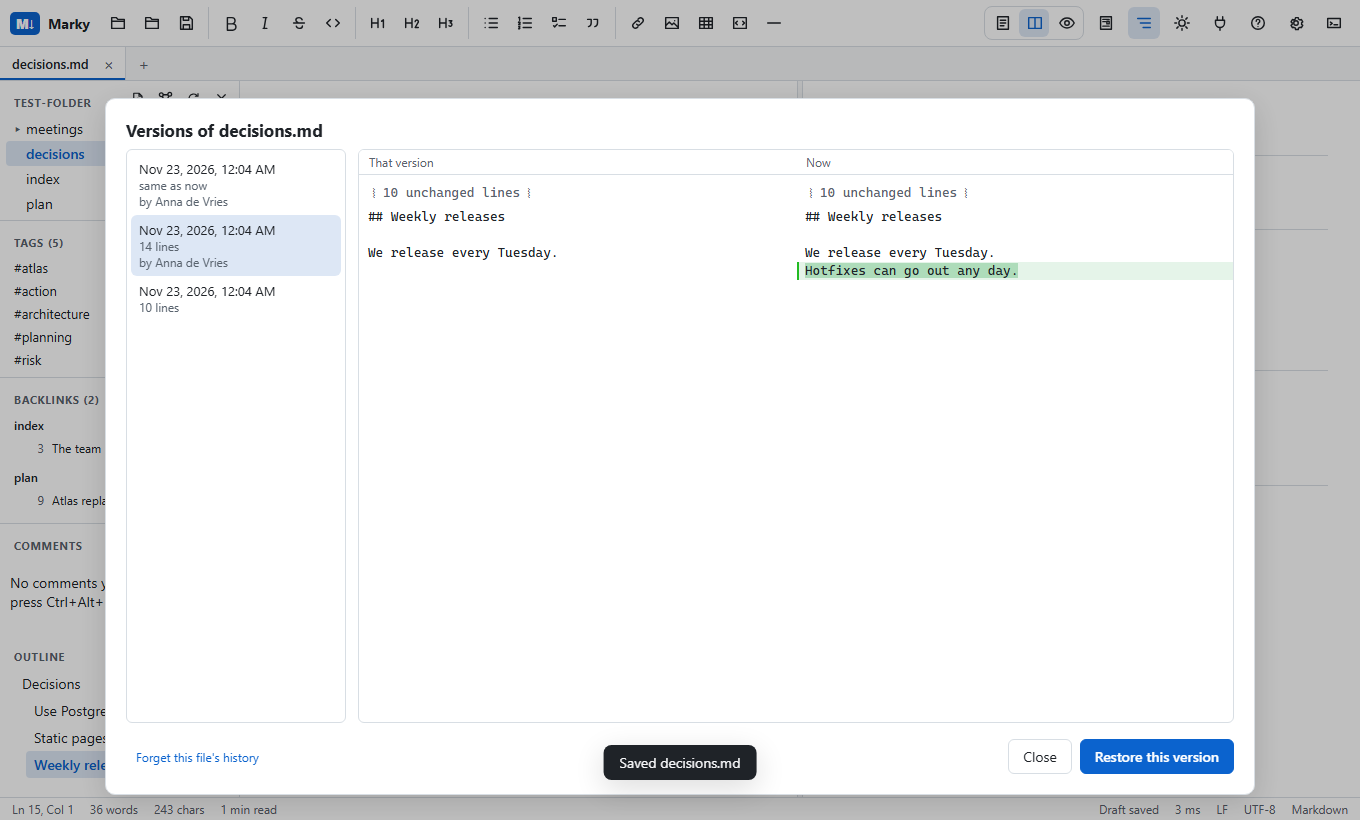 M↓ Marky
H1 H2 H3
decisions.md × +
TEST-FOLDER
meetings
decisions
index
plan
TAGS (5)
#atlas
#action
#architecture
#planning
#risk
BACKLINKS (2)
index
3 The team
plan
9 Atlas
COMMENTS
No comments
press Ctrl+Alt+
OUTLINE
Decisions
Use
Static pages
Weekly
Versions of decisions.md
Nov 23, 2026, 12:04 AM
same as now
by Anna de Vries
Nov 23, 2026, 12:04 AM
14 lines
by Anna de Vries
Nov 23, 2026, 12:04 AM
10 lines
That version
10 unchanged lines
## Weekly releases
We release every Tuesday.
Now
10 unchanged lines
## Weekly releases
We release every Tuesday.
Hotfixes can go out any day.
Forget this file's history
Saved decisions.md
Close
Restore this version
Ln 15, Col 1 36 words 243 chars 1 min read
Draft saved 3 ms LF UTF-8 Markdown